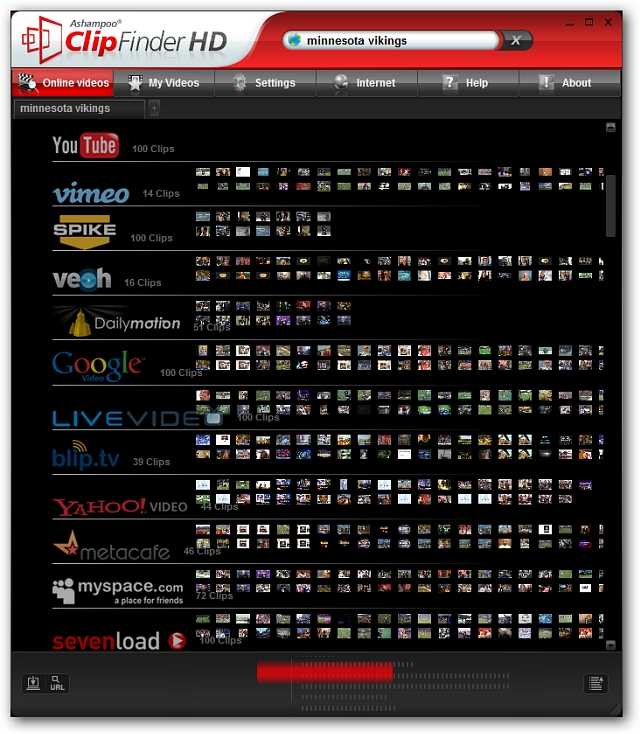 Ashampoo®
ClipFinder HD
minnesota vikings
X
Online videos
My Videos
Settings
Internet
Help
About
minnesota vikings
+
YouTube
100 Clips
vimeo
14 Clips
SPIKE
100 Clips
veoh
16 Clips
Dailymotion
51 Clips
Google™
Video
100 Clips
LIVEVIDEO
100 Clips
blip.tv
39 Clips
YAHOO! VIDEO
44 Clips
metacafe
46 Clips
myspace.com
a place for friends
72 Clips
sevenload
100 Clips
URL